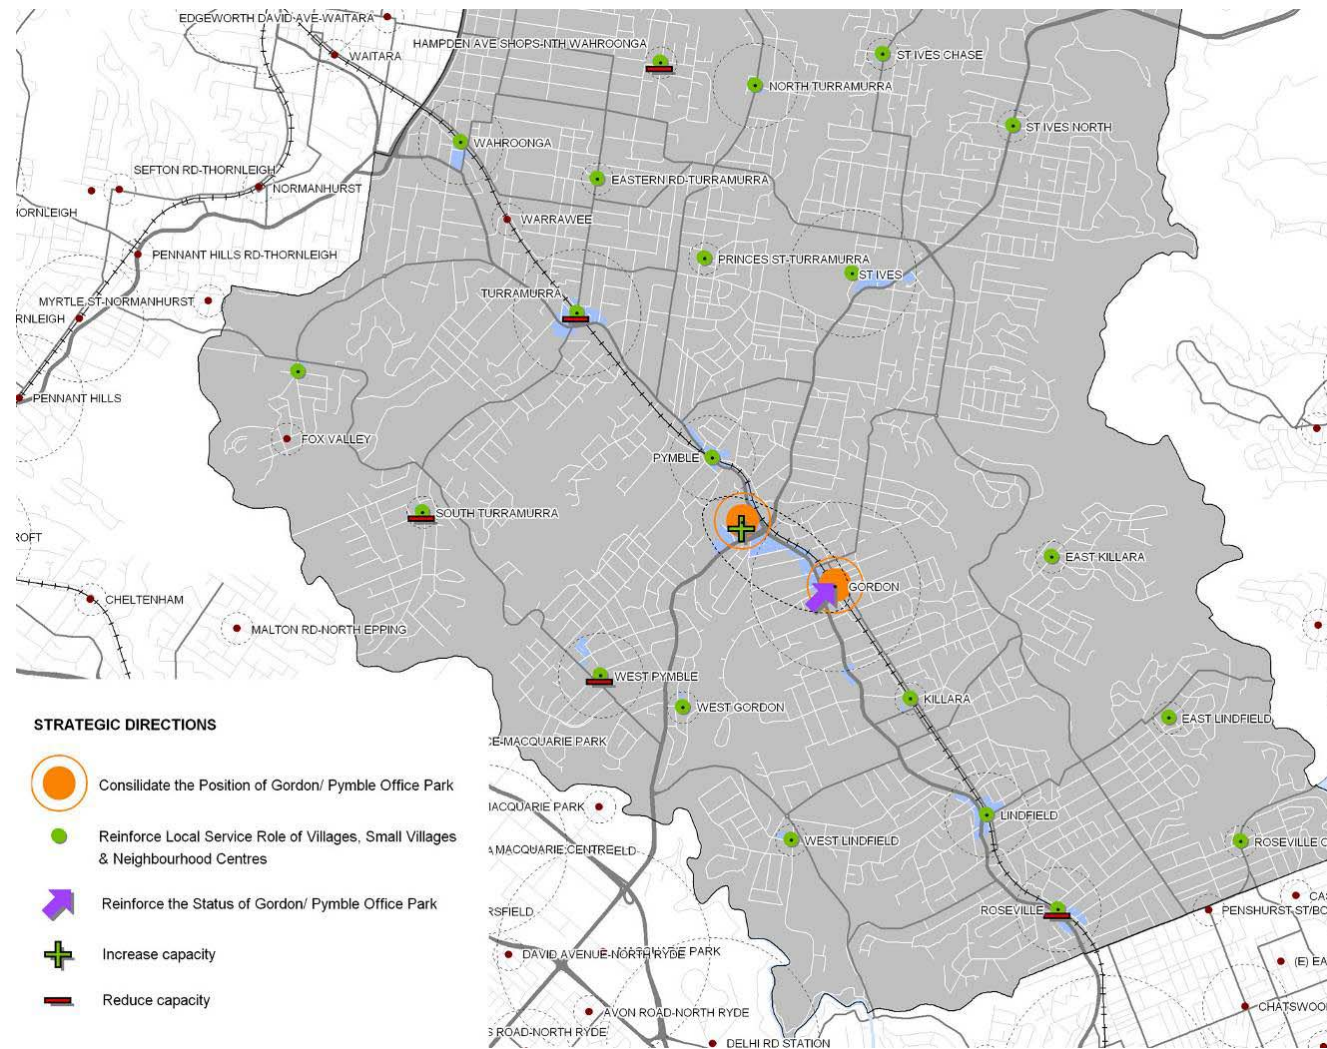 EDGEWORTH DAVID AVE-WAITARA
HAMPDEN AVE SHOPS-NTH WAHROONGA
WAITARA
ST IVES CHASE
NORTH TURRAMURRA
ST IVES NORTH
WAHROONGA
SEFTON RD-THORNLEIGH
EASTERN RD-TURRAMURRA
NORMANHURST
HORNLEIGH
WARRAWEE
PENNANT HILLS RD-THORNLEIGH
PRINCES ST-TURRAMURRA
ST IVES
TURRAMURRA
MYRTLE ST-NORMANHURST
RNLEIGH
PENNANT HILLS
FOX VALLEY
PYMBLE
SOUTH TURRAMURRA
ROFT
EAST KILLARA
GORDON
CHELTENHAM
MALTON RD-NORTH EPPING
WEST PYMBLE
KILLARA
WEST GORDON
EAST LINDFIELD
STRATEGIC DIRECTIONS
CE-MACQUARIE PARK
Consilidate the Position of Gordon/ Pymble Office Park
MACQUARIE PARK
LINDFIELD
Reinforce Local Service Role of Villages, Small Villages
& Neighbourhood Centres
A MACQUARIE CENTRE
ELD
WEST LINDFIELD
ROSEVILLE C
Reinforce the Status of Gordon/ Pymble Office Park
RSFIELD
ROSEVILLE
CAS
PENSHURST ST/BO
Increase capacity
DAVID AVENUE-NORTH RYDE
MACQUARIE PARK
(E) EA
Reduce capacity
AVON ROAD-NORTH RYDE
CHATSWOO
S ROAD-NORTH RYDE
DELHI RD STATION